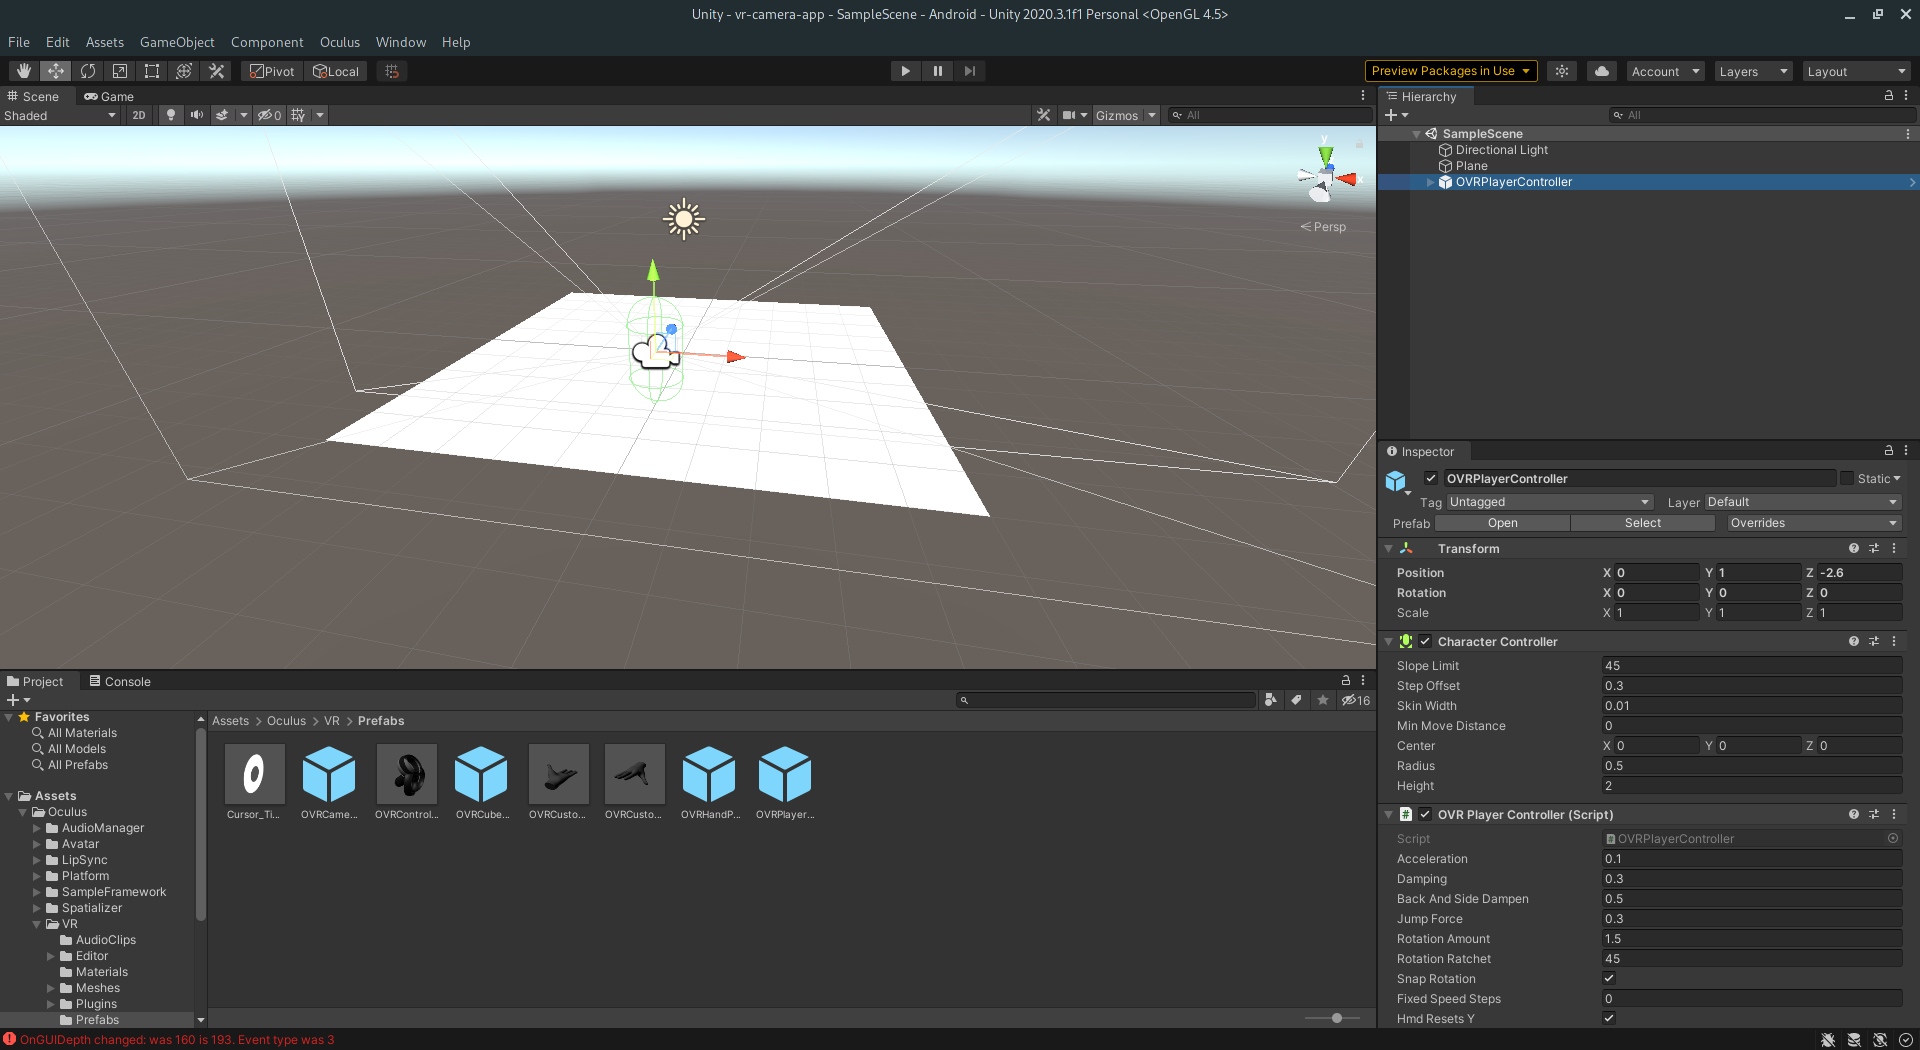 Unity - vr-camera-app - SampleScene - Android - Unity 2020.3.1f1 Personal <OpenGL 4.5>
File Edit Assets GameObject Component Oculus Window Help
Pivot Local Preview Packages in Use Account Layers Layout
Scene Game
Shaded 2D 0 Gizmos All
y
x
Persp
Hierarchy
All
SampleScene
Directional Light
Plane
OVRPlayerController
Inspector
OVRPlayerController Static
Tag Untagged Layer Default
Prefab Open Select Overrides
Transform
Position X 0 Y 1 Z -2.6
Rotation X 0 Y 0 Z 0
Scale X 1 Y 1 Z 1
Character Controller
Slope Limit 45
Step Offset 0.3
Skin Width 0.01
Min Move Distance 0
Center X 0 Y 0 Z 0
Radius 0.5
Height 2
OVR Player Controller (Script)
Script OVRPlayerController
Acceleration 0.1
Damping 0.3
Back And Side Dampen 0.5
Jump Force 0.3
Rotation Amount 1.5
Rotation Ratchet 45
Snap Rotation
Fixed Speed Steps 0
Hmd Resets Y
Project Console
16
Favorites
All Materials
All Models
All Prefabs
Assets
Oculus
AudioManager
Avatar
LipSync
Platform
SampleFramework
Spatializer
VR
AudioClips
Editor
Materials
Meshes
Plugins
Prefabs
Assets > Oculus > VR > Prefabs
Cursor_Ti... OVRCame... OVRControl... OVRCube... OVRCusto... OVRCusto... OVRHandP... OVRPlayer...
OnGUIDepth changed: was 160 is 193. Event type was 3